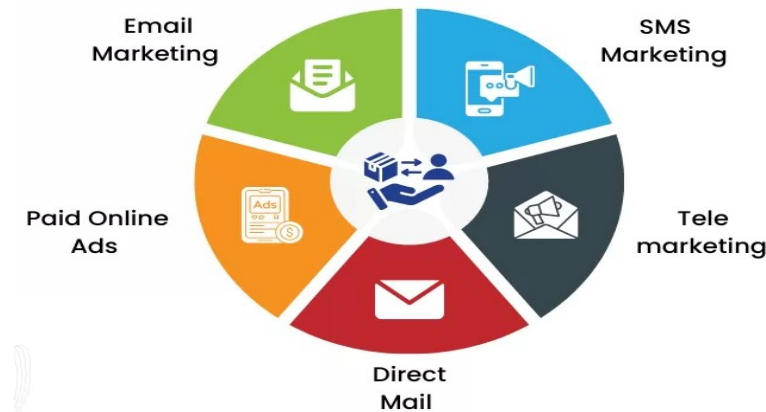 Email
Marketing
SMS
Marketing
Paid Online
Ads
Ads
Tele
marketing
Direct
Mail